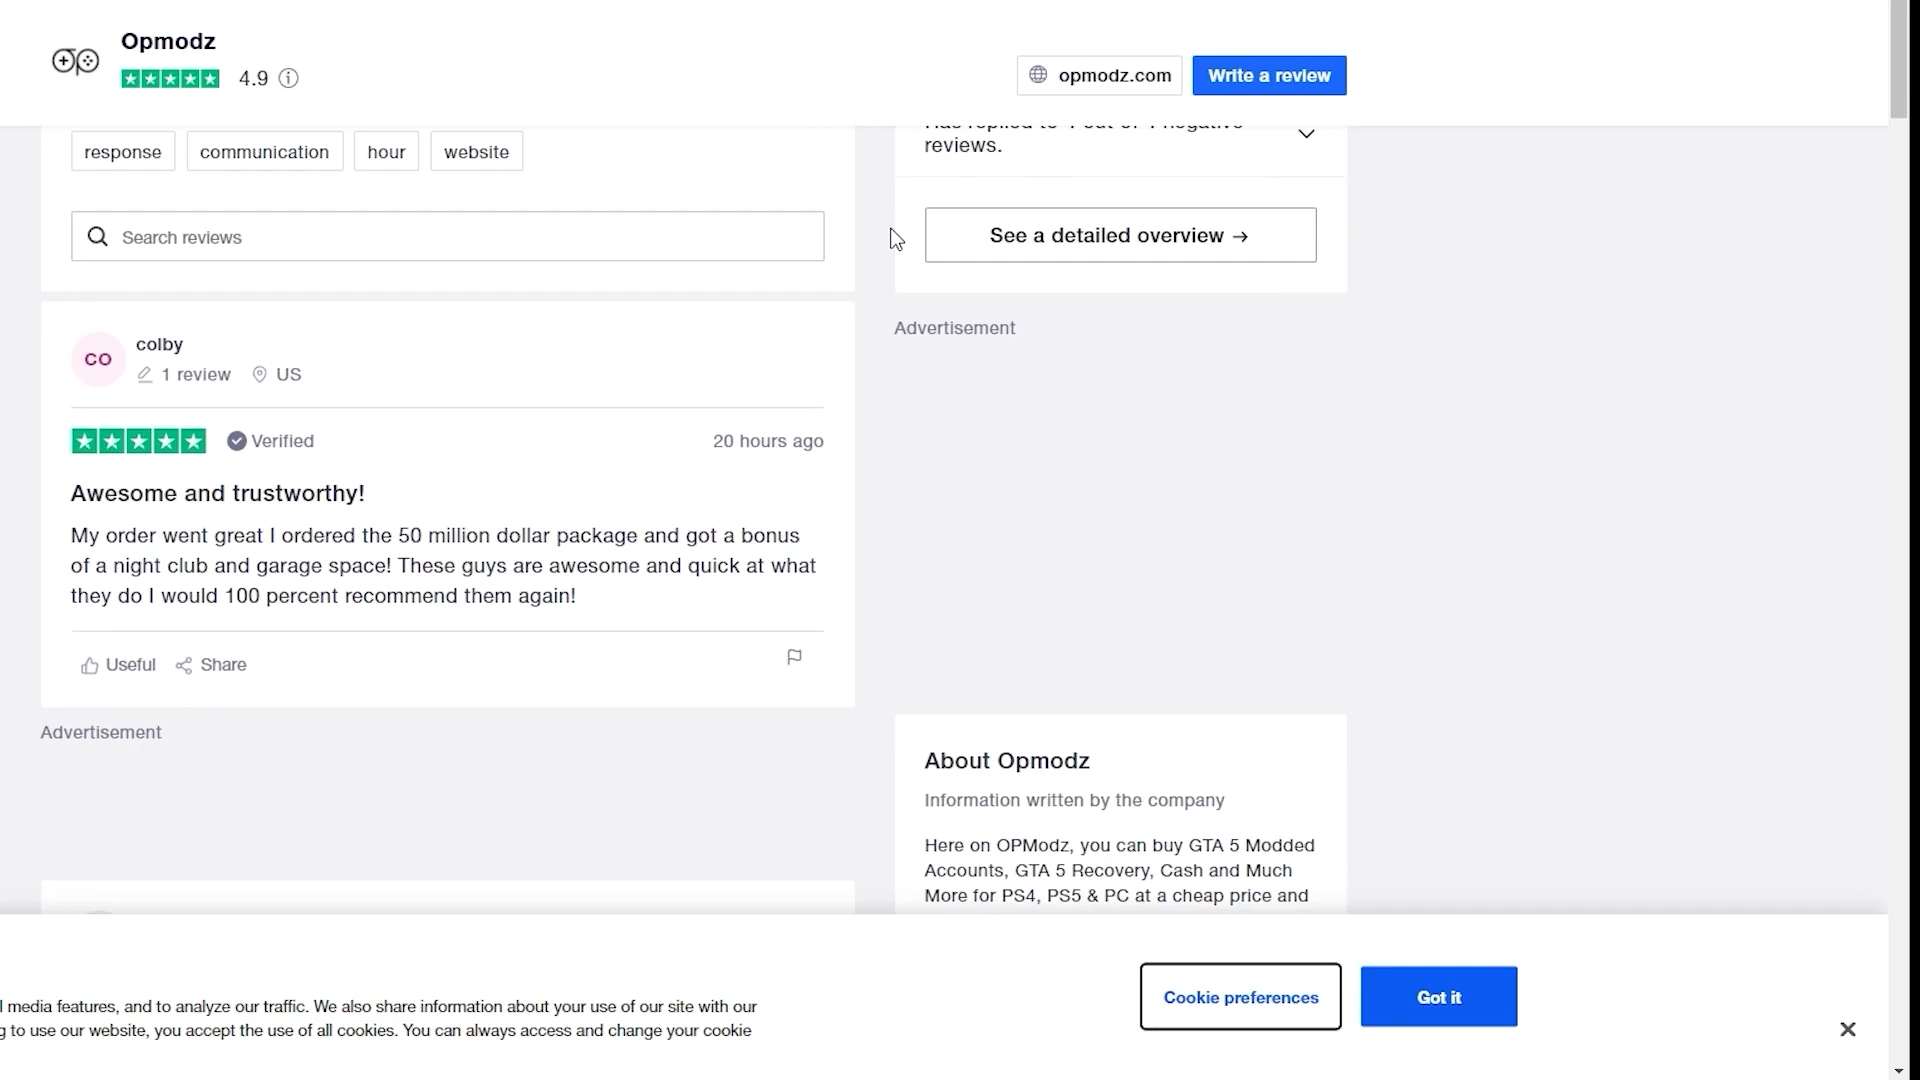 Opmodz
4.9
opmodz.com
Write a review
response
communication
hour
website
reviews.
Search reviews
See a detailed overview →
CO
colby
1 review
US
Advertisement
Verified
20 hours ago
Awesome and trustworthy!
My order went great I ordered the 50 million dollar package and got a bonus
of a night club and garage space! These guys are awesome and quick at what
they do I would 100 percent recommend them again!
Useful
Share
Advertisement
About Opmodz
Information written by the company
Here on OPModz, you can buy GTA 5 Modded
Accounts, GTA 5 Recovery, Cash and Much
More for PS4, PS5 & PC at a cheap price and
media features, and to analyze our traffic. We also share information about your use of our site with our
to use our website, you accept the use of all cookies. You can always access and change your cookie
Cookie preferences
Got it